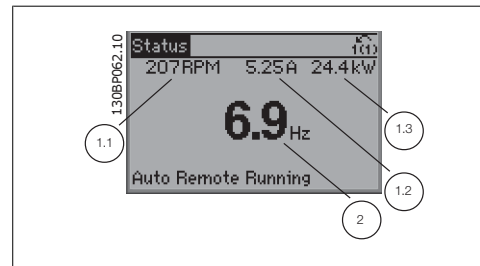 130BP062.10
Status
1(1)
207RPM 5.25A 24.4kW
6.9Hz
Auto Remote Running
1.1
1.3
1.2
2